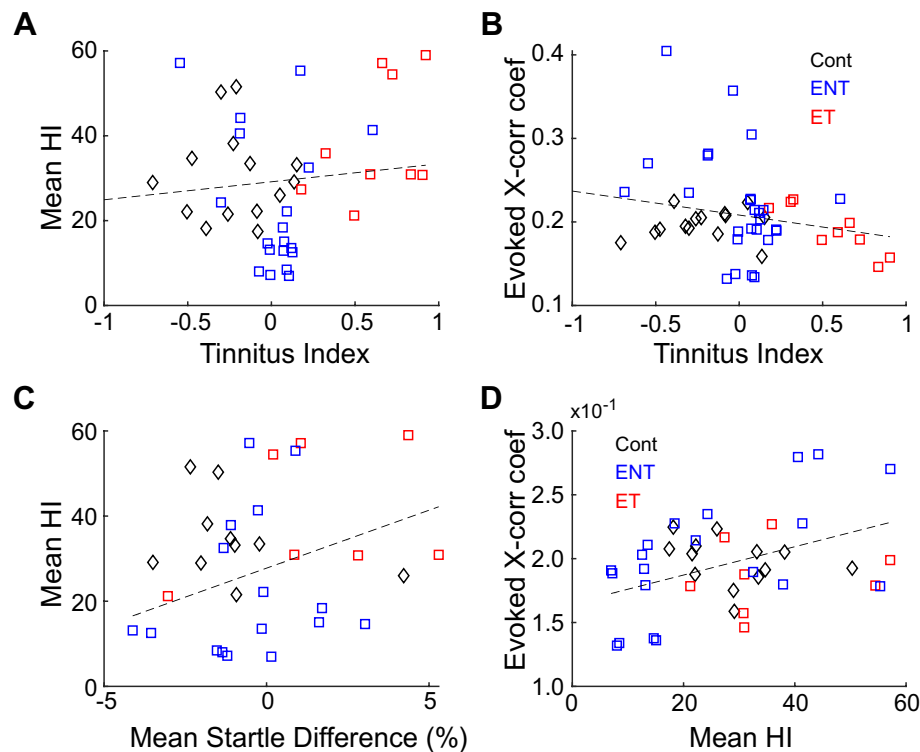 A
B
60
40
20
0
Mean HI
-1
-0.5
0
0.5
1
Tinnitus Index
0.4
0.3
0.2
0.1
Evoked X-corr coef
Cont
ENT
ET
-1
-0.5
0
0.5
1
Tinnitus Index
C
D
60
40
20
0
Mean HI
-5
0
5
Mean Startle Difference (%)
x10⁻¹
3.0
2.5
2.0
1.5
1.0
Evoked X-corr coef
Cont
ENT
ET
0
20
40
60
Mean HI